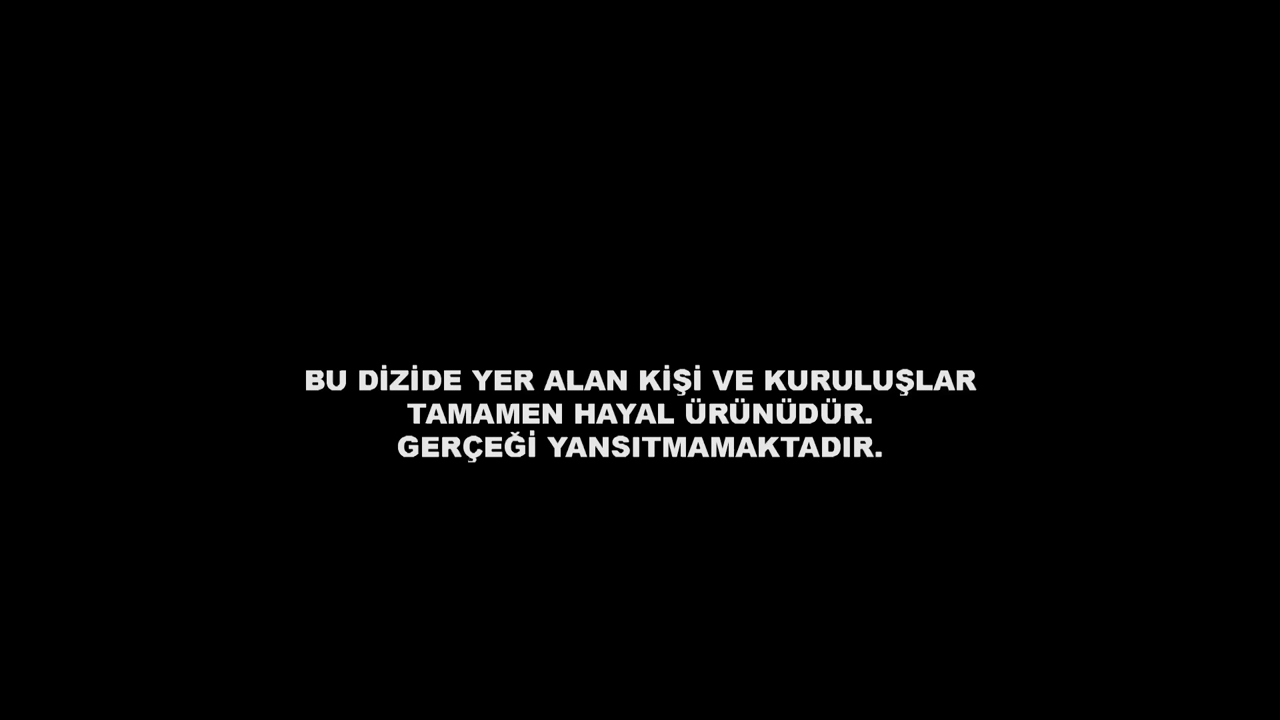 BU DİZİDE YER ALAN KİŞİ VE KURULUŞLAR
TAMAMEN HAYAL ÜRÜNÜDÜR.
GERÇEĞİ YANSITMAMAKTADIR.